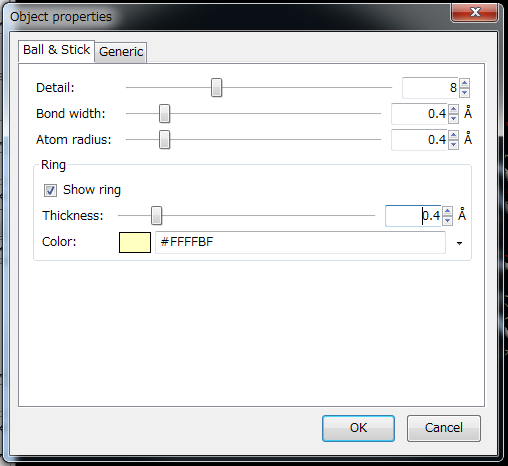 Object properties
Ball & Stick Generic
Detail: 8
Bond width: 0.4 Å
Atom radius: 0.4 Å
Ring
Show ring
Thickness: 0.4 Å
Color: #FFFFBF
OK Cancel